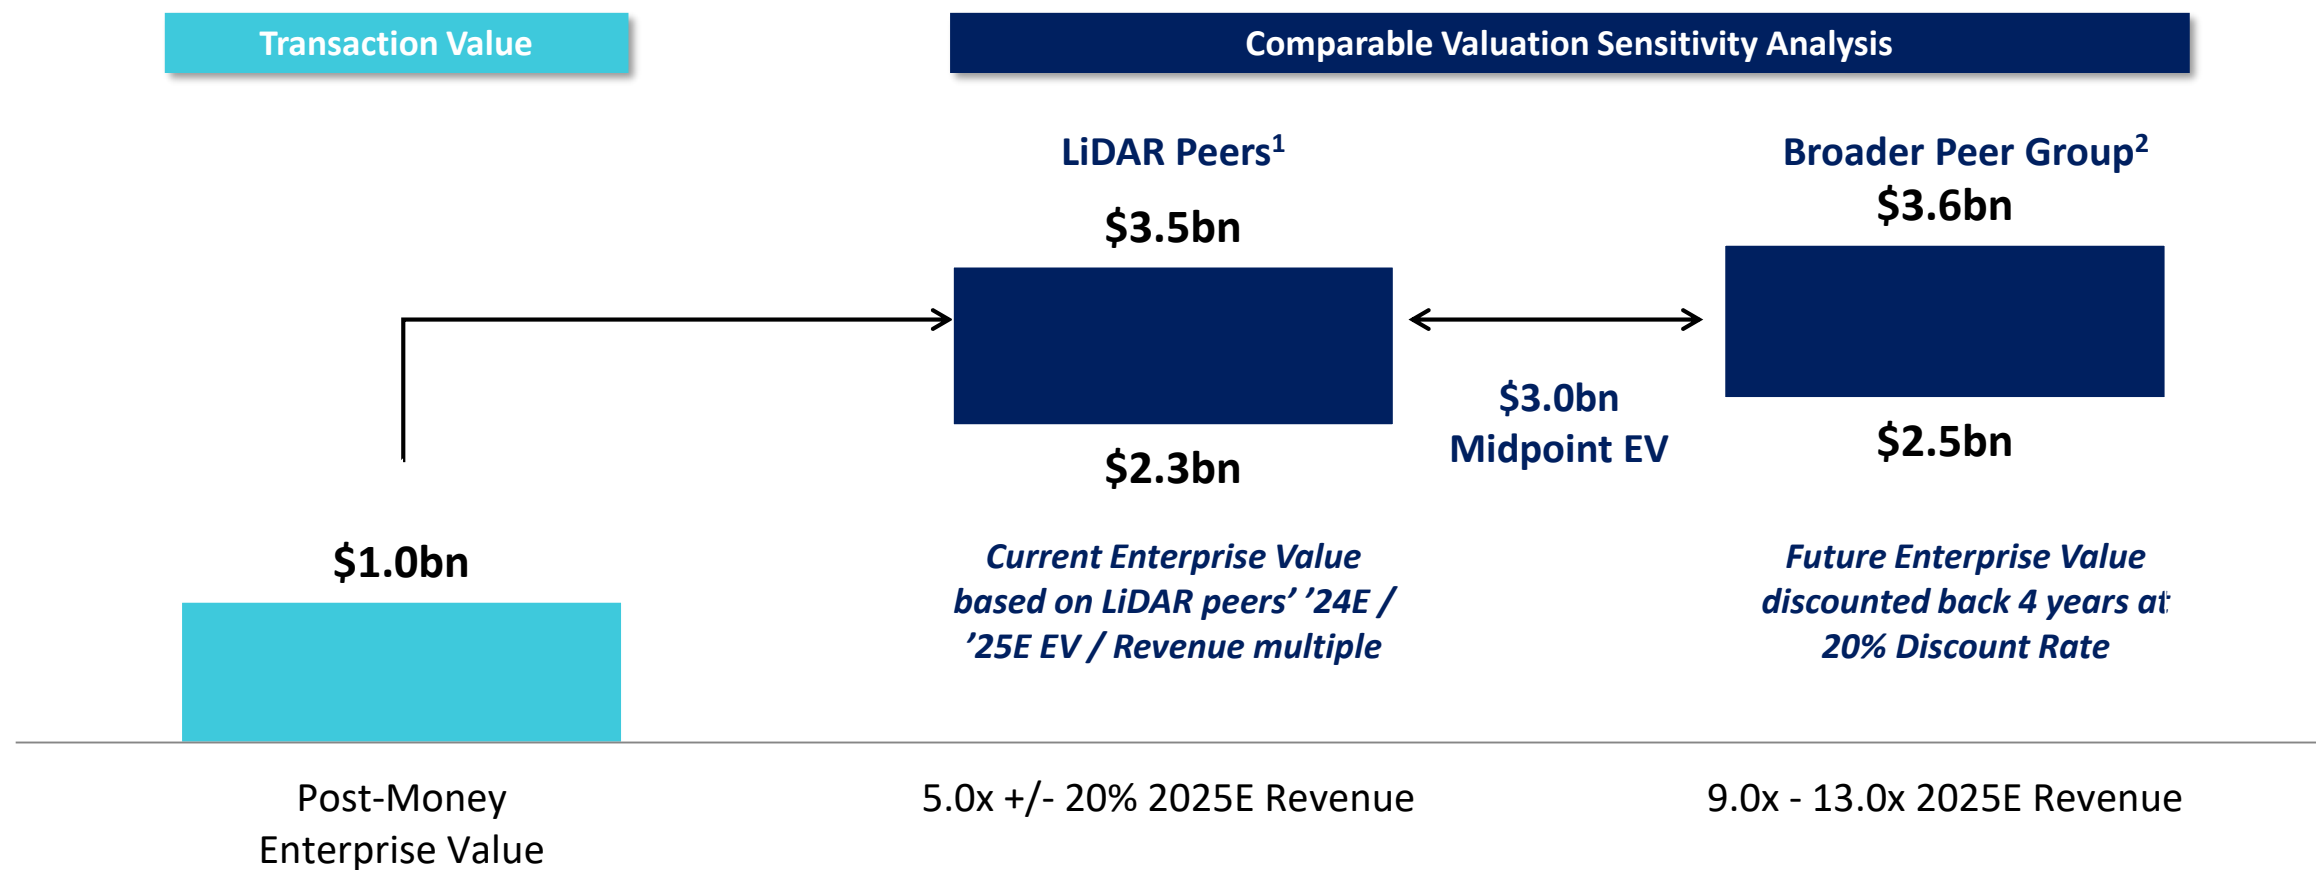 Transaction Value
Comparable Valuation Sensitivity Analysis
LiDAR Peers1
Broader Peer Group2
$3.5bn
$3.6bn
$3.0bn
Midpoint EV
$2.3bn
$2.5bn
$1.0bn
Current Enterprise Value
based on LiDAR peers’ ’24E /
’25E EV / Revenue multiple
Future Enterprise Value
discounted back 4 years at
20% Discount Rate
Post-Money
Enterprise Value
5.0x +/- 20% 2025E Revenue
9.0x - 13.0x 2025E Revenue